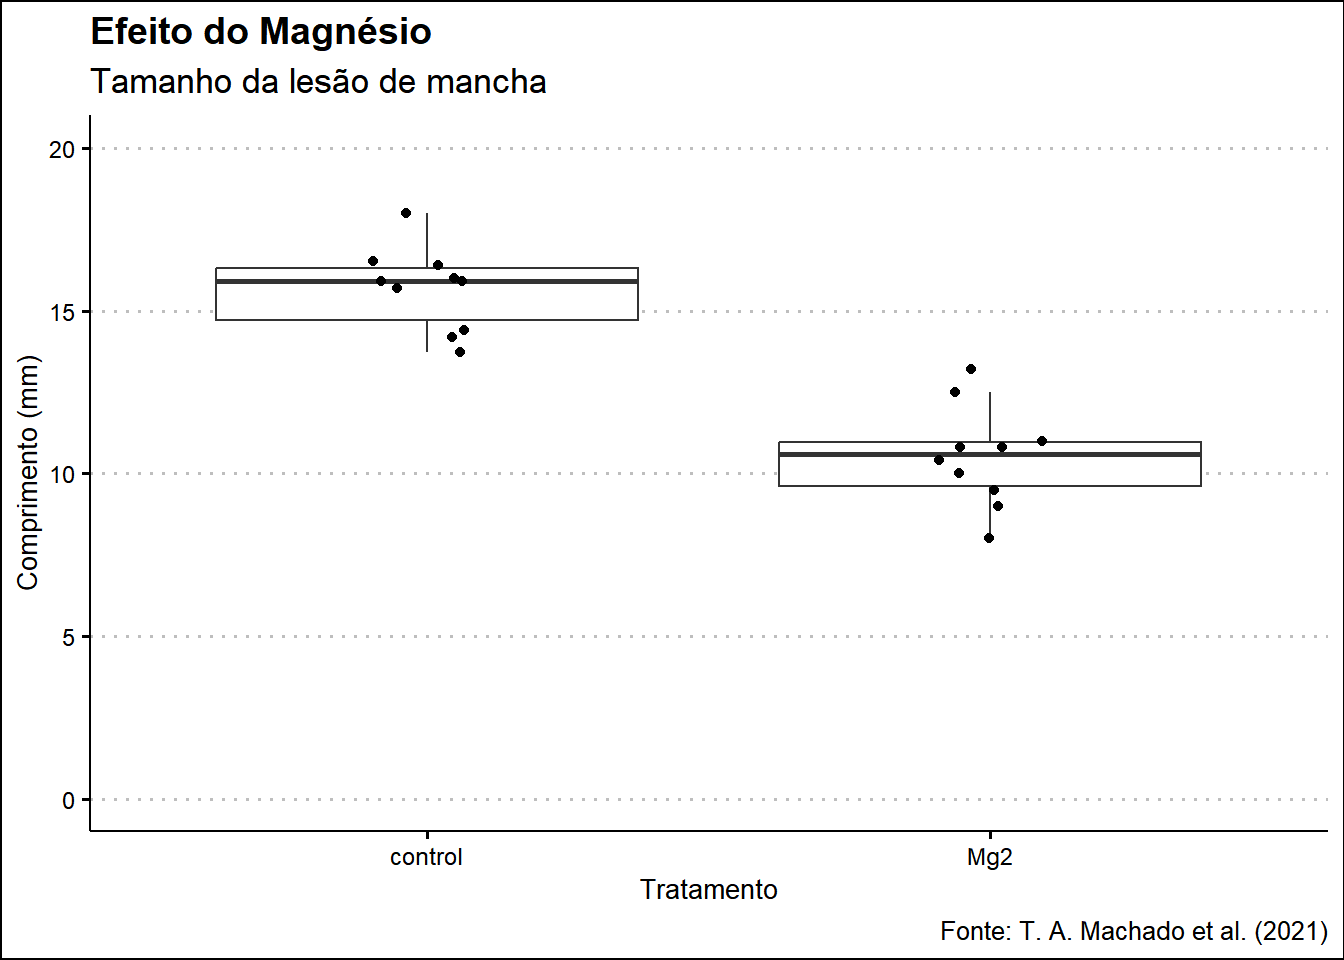 Efeito do Magnésio
Tamanho da lesão de mancha
20
15
10
5
0
Comprimento (mm)
control
Mg2
Tratamento
Fonte: T. A. Machado et al. (2021)